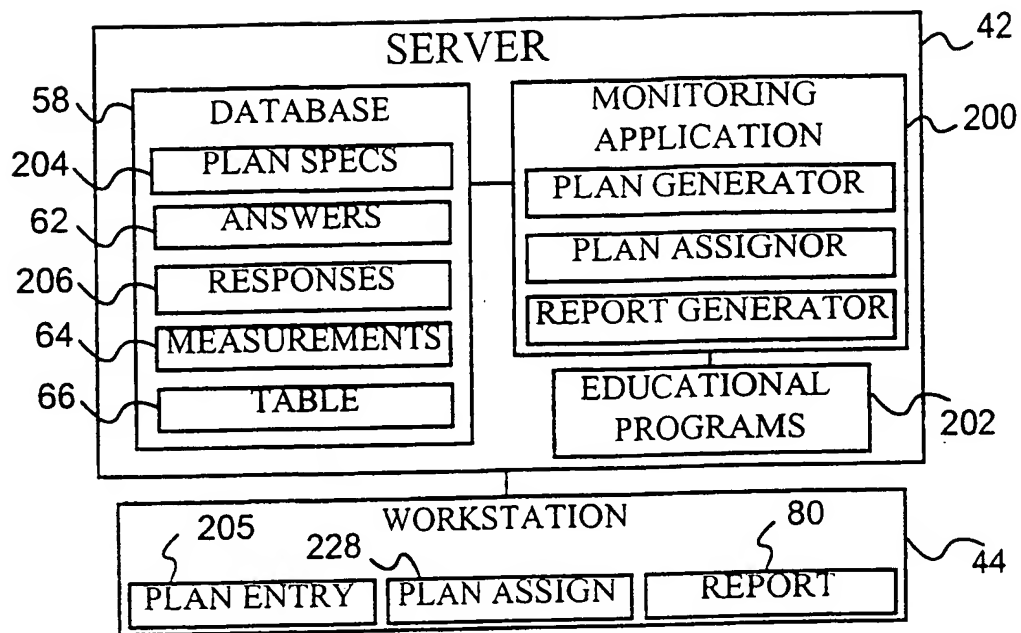 SERVER
42
58
DATABASE
204
PLAN SPECS
62
ANSWERS
206
RESPONSES
64
MEASUREMENTS
66
TABLE
MONITORING
APPLICATION
200
PLAN GENERATOR
PLAN ASSIGNOR
REPORT GENERATOR
EDUCATIONAL
PROGRAMS
202
WORKSTATION
44
205
PLAN ENTRY
228
PLAN ASSIGN
80
REPORT